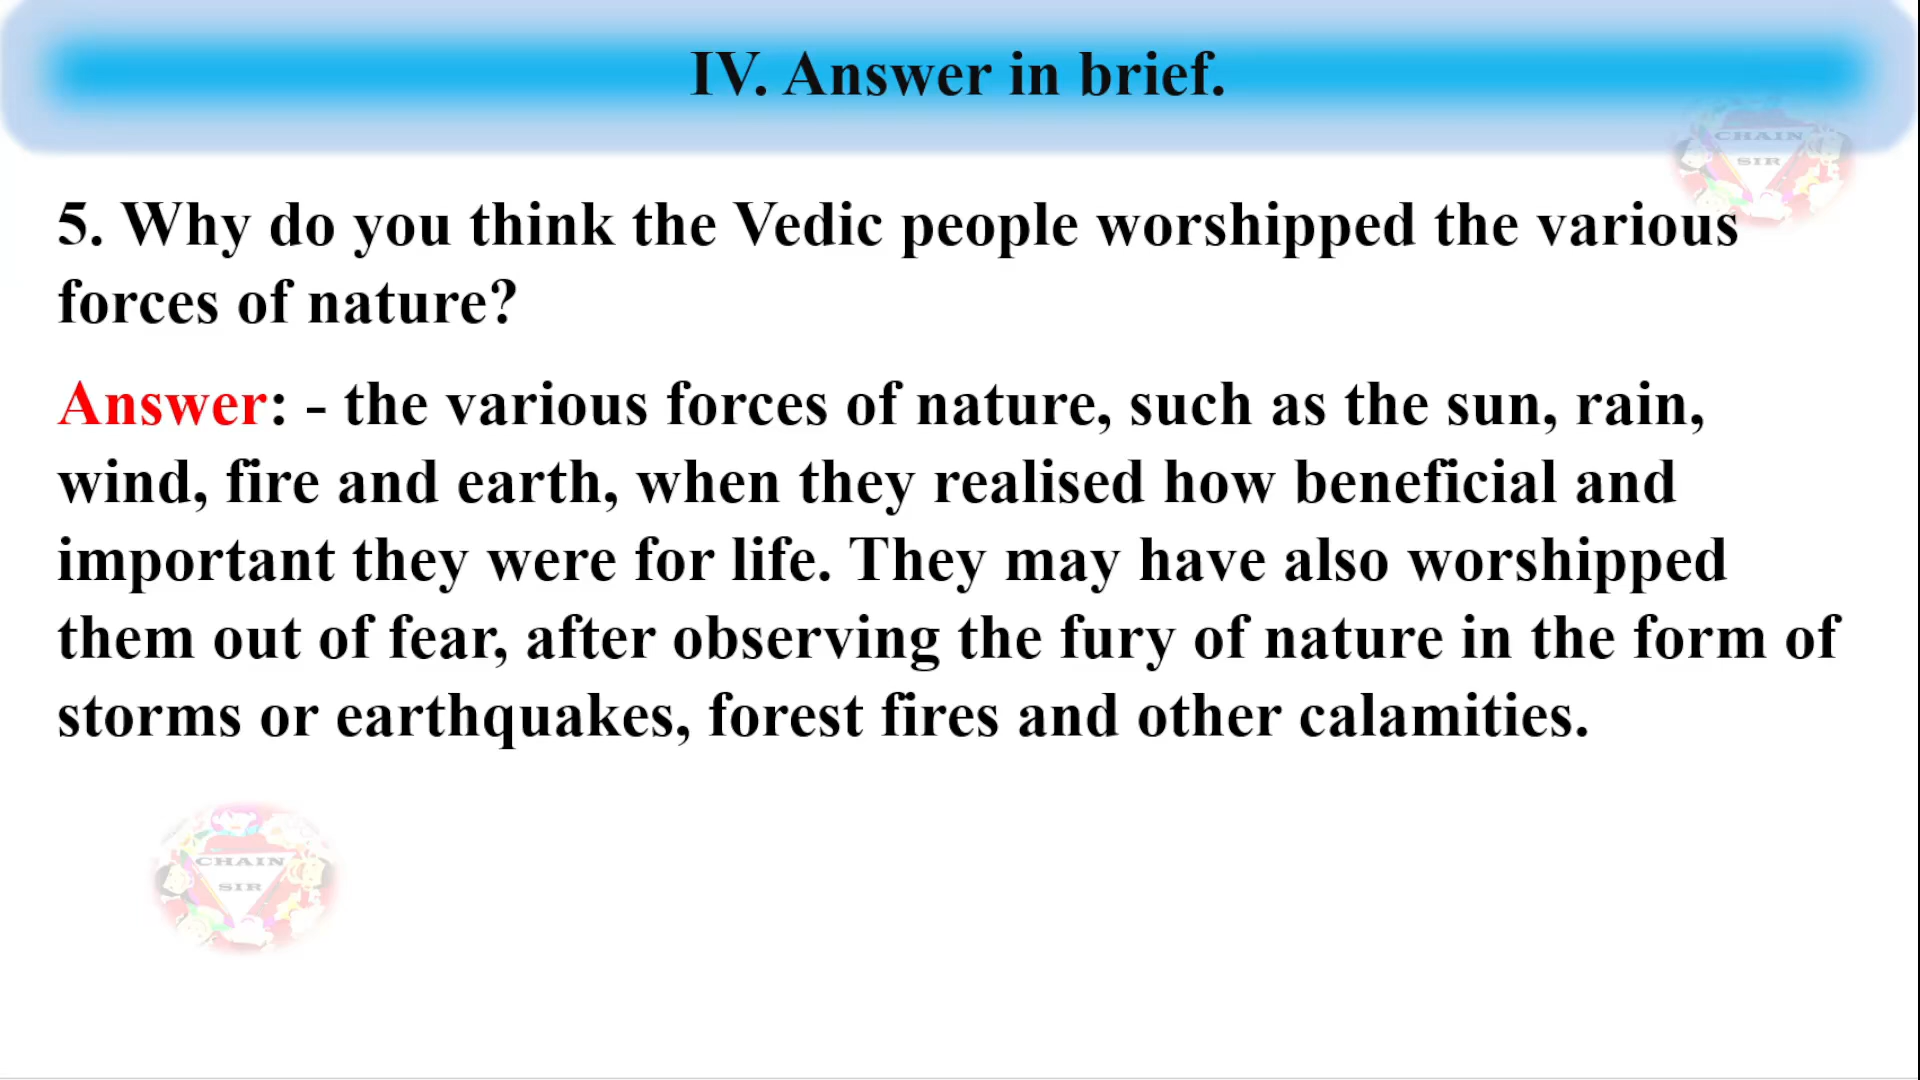 IV. Answer in brief.
CHAIN
SIR
5. Why do you think the Vedic people worshipped the various
forces of nature?
Answer: - the various forces of nature, such as the sun, rain,
wind, fire and earth, when they realised how beneficial and
important they were for life. They may have also worshipped
them out of fear, after observing the fury of nature in the form of
storms or earthquakes, forest fires and other calamities.
CHAIN
SIR